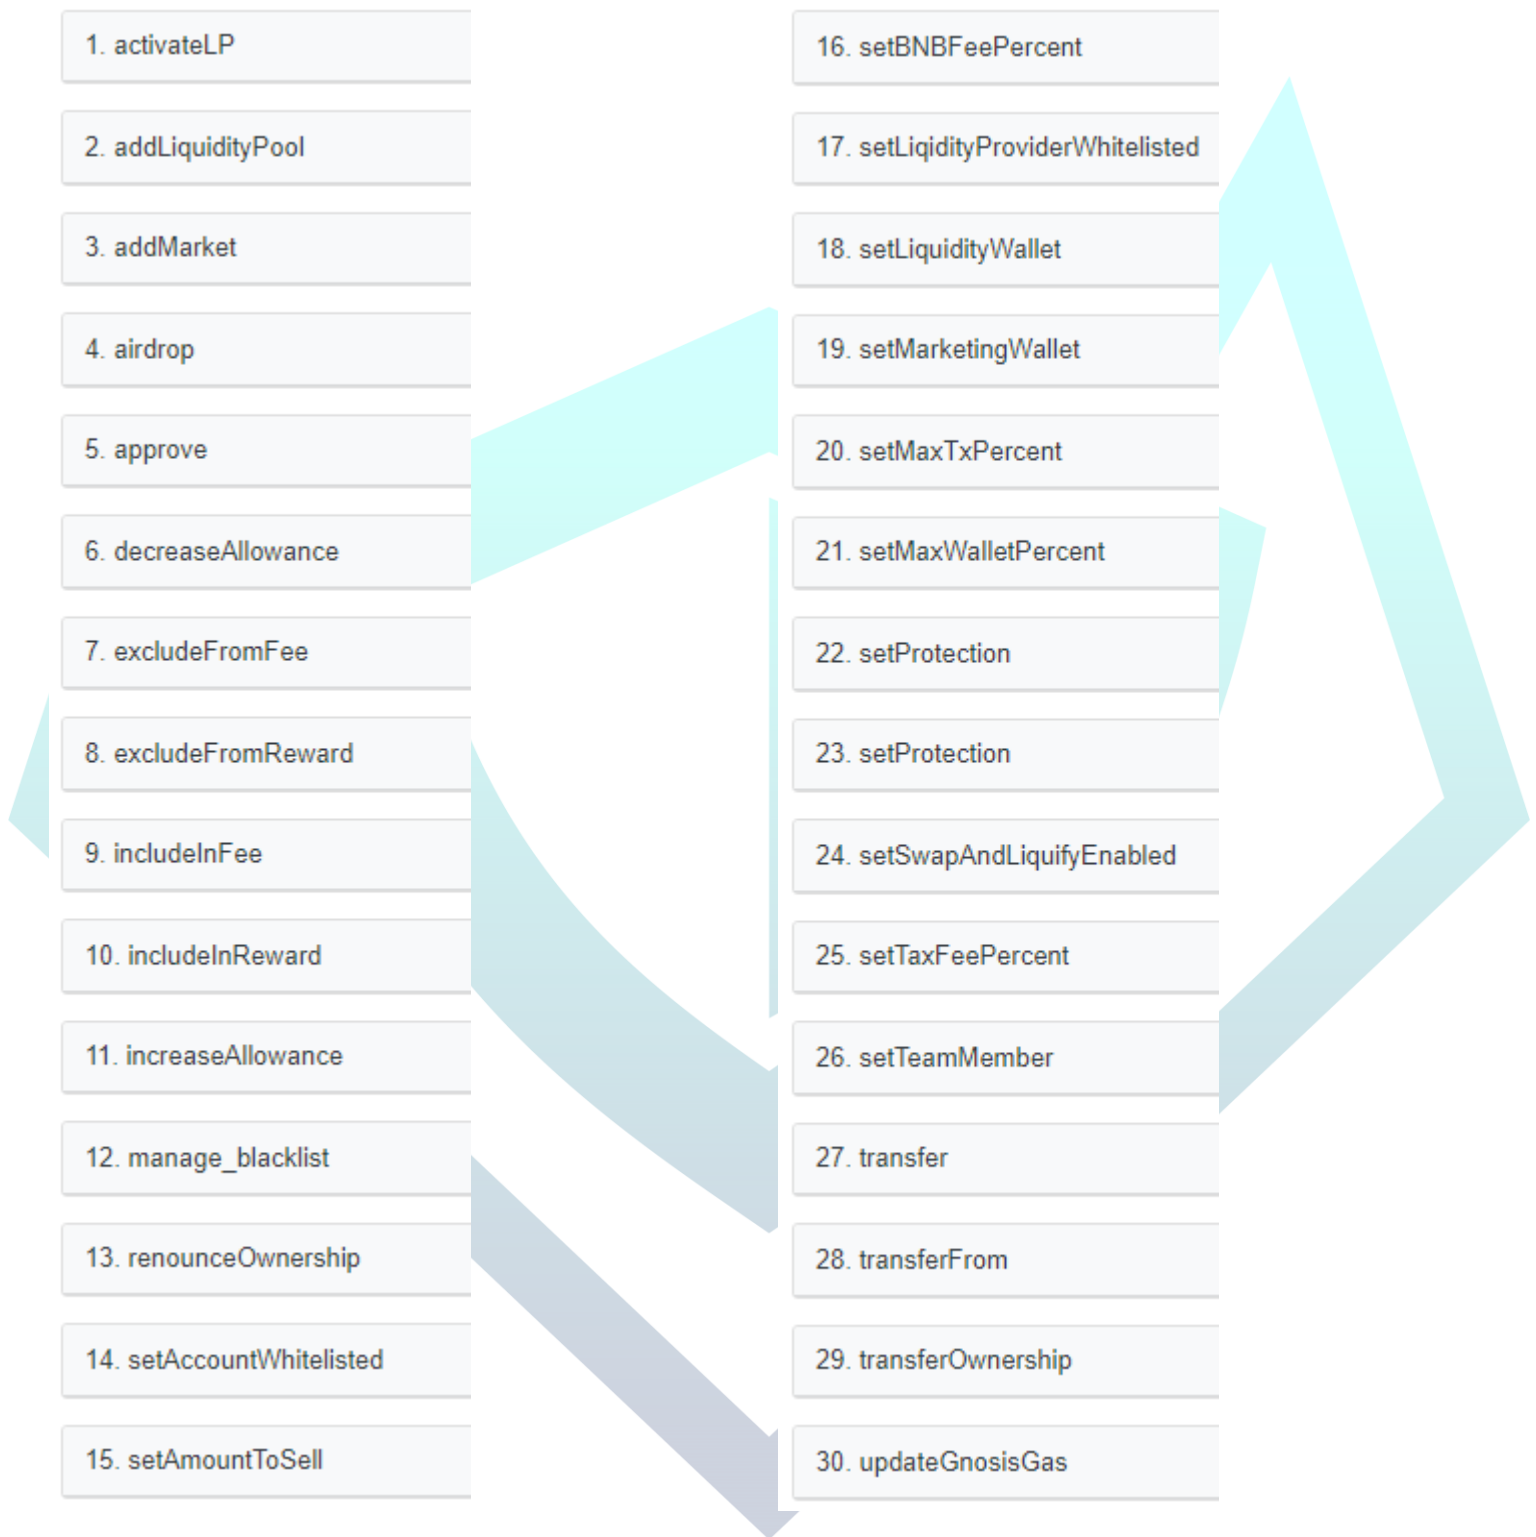 1. activateLP
2. addLiquidityPool
3. addMarket
4. airdrop
5. approve
6. decreaseAllowance
7. excludeFromFee
8. excludeFromReward
9. includeInFee
10. includeInReward
11. increaseAllowance
12. manage_blacklist
13. renounceOwnership
14. setAccountWhitelisted
15. setAmountToSell
16. setBNBFeePercent
17. setLiqidityProviderWhitelisted
18. setLiquidityWallet
19. setMarketingWallet
20. setMaxTxPercent
21. setMaxWalletPercent
22. setProtection
23. setProtection
24. setSwapAndLiquifyEnabled
25. setTaxFeePercent
26. setTeamMember
27. transfer
28. transferFrom
29. transferOwnership
30. updateGnosisGas